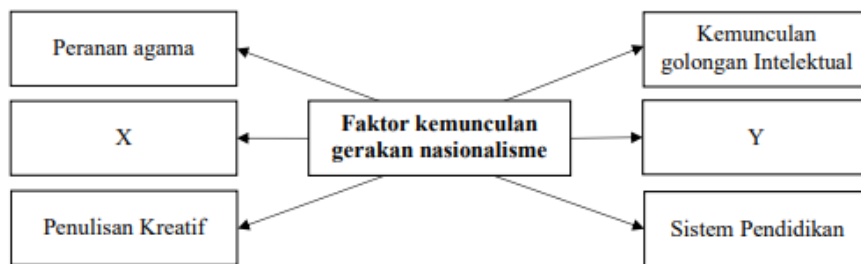 Peranan agama
Kemunculan
golongan Intelektual
X
Faktor kemunculan
gerakan nasionalisme
Y
Penulisan Kreatif
Sistem Pendidikan